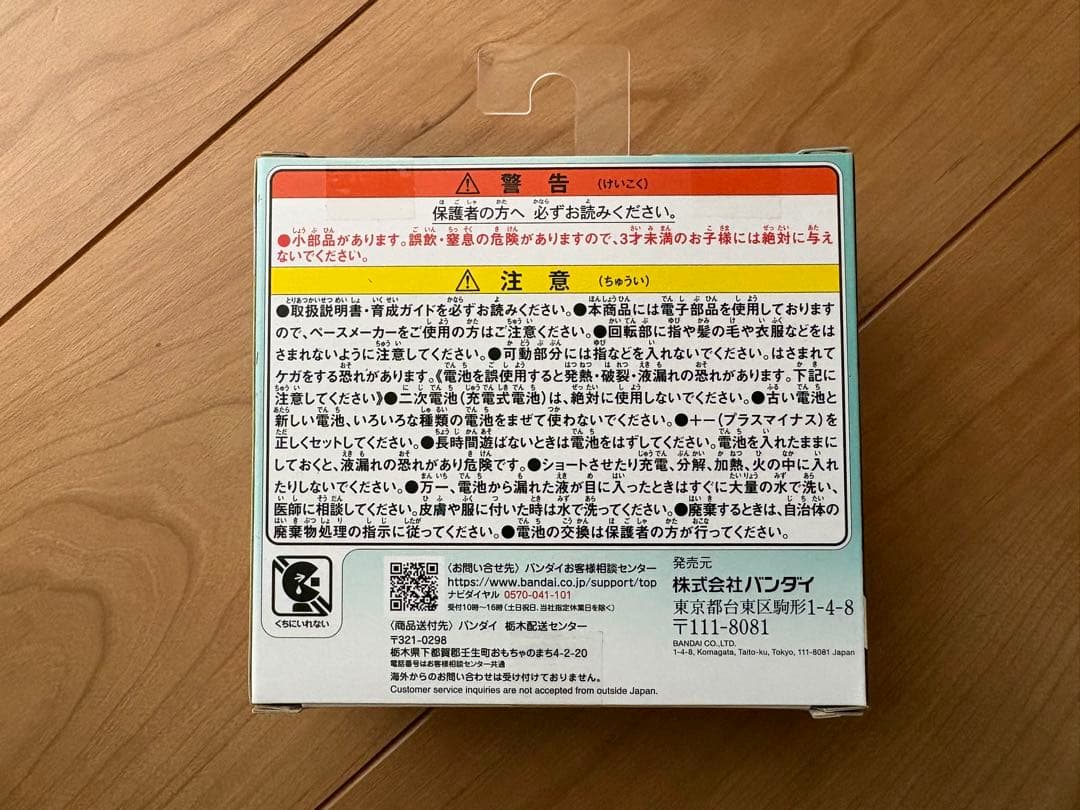 警告 (けいこく)
保護者の方へ 必ずお読みください。
●小部品があります。誤飲・窒息の危険がありますので、3才未満のお子様には絶対に与え
ないでください。
注意 (ちゅうい)
●取扱説明書・育成ガイドを必ずお読みください。●本商品には電子部品を使用しております
ので、ペースメーカーをご使用の方はご注意ください。●回転部に指や髪の毛や衣服などをは
さまれないように注意してください。●可動部分には指などを入れないでください。はさまれて
ケガをする恐れがあります。《電池を誤使用すると発熱・破裂・液漏れの恐れがあります。下記に
注意してください》●二次電池(充電式電池)は、絶対に使用しないでください。●古い電池と
新しい電池、いろいろな種類の電池をまぜて使わないでください。●+−(プラスマイナス)を
正しくセットしてください。●長時間遊ばないときは電池をはずしてください。電池を入れたままに
しておくと、液漏れの恐れがあり危険です。●ショートさせたり充電、分解、加熱、火の中に入れ
たりしないでください。●万一、電池から漏れた液が目に入ったときはすぐに大量の水で洗い、
医師に相談してください。皮膚や服に付いた時は水で洗ってください。●廃棄するときは、自治体の
廃棄物処理の指示に従ってください。●電池の交換は保護者の方が行ってください。
くちにいれない
〈お問い合せ先〉バンダイお客様相談センター
https://www.bandai.co.jp/support/top
ナビダイヤル 0570-041-101
受付10時〜16時(土日祝日、当社指定休業日を除く)
〈商品送付先〉バンダイ 栃木配送センター
〒321-0298
栃木県下都賀郡壬生町おもちゃのまち4-2-20
電話番号はお客様相談センター共通
海外からのお問い合わせは受け付けておりません。
Customer service inquiries are not accepted from outside Japan.
発売元
株式会社バンダイ
東京都台東区駒形1-4-8
〒111-8081
BANDAI CO.,LTD.
1-4-8, Komagata, Taito-ku, Tokyo, 111-8081 Japan